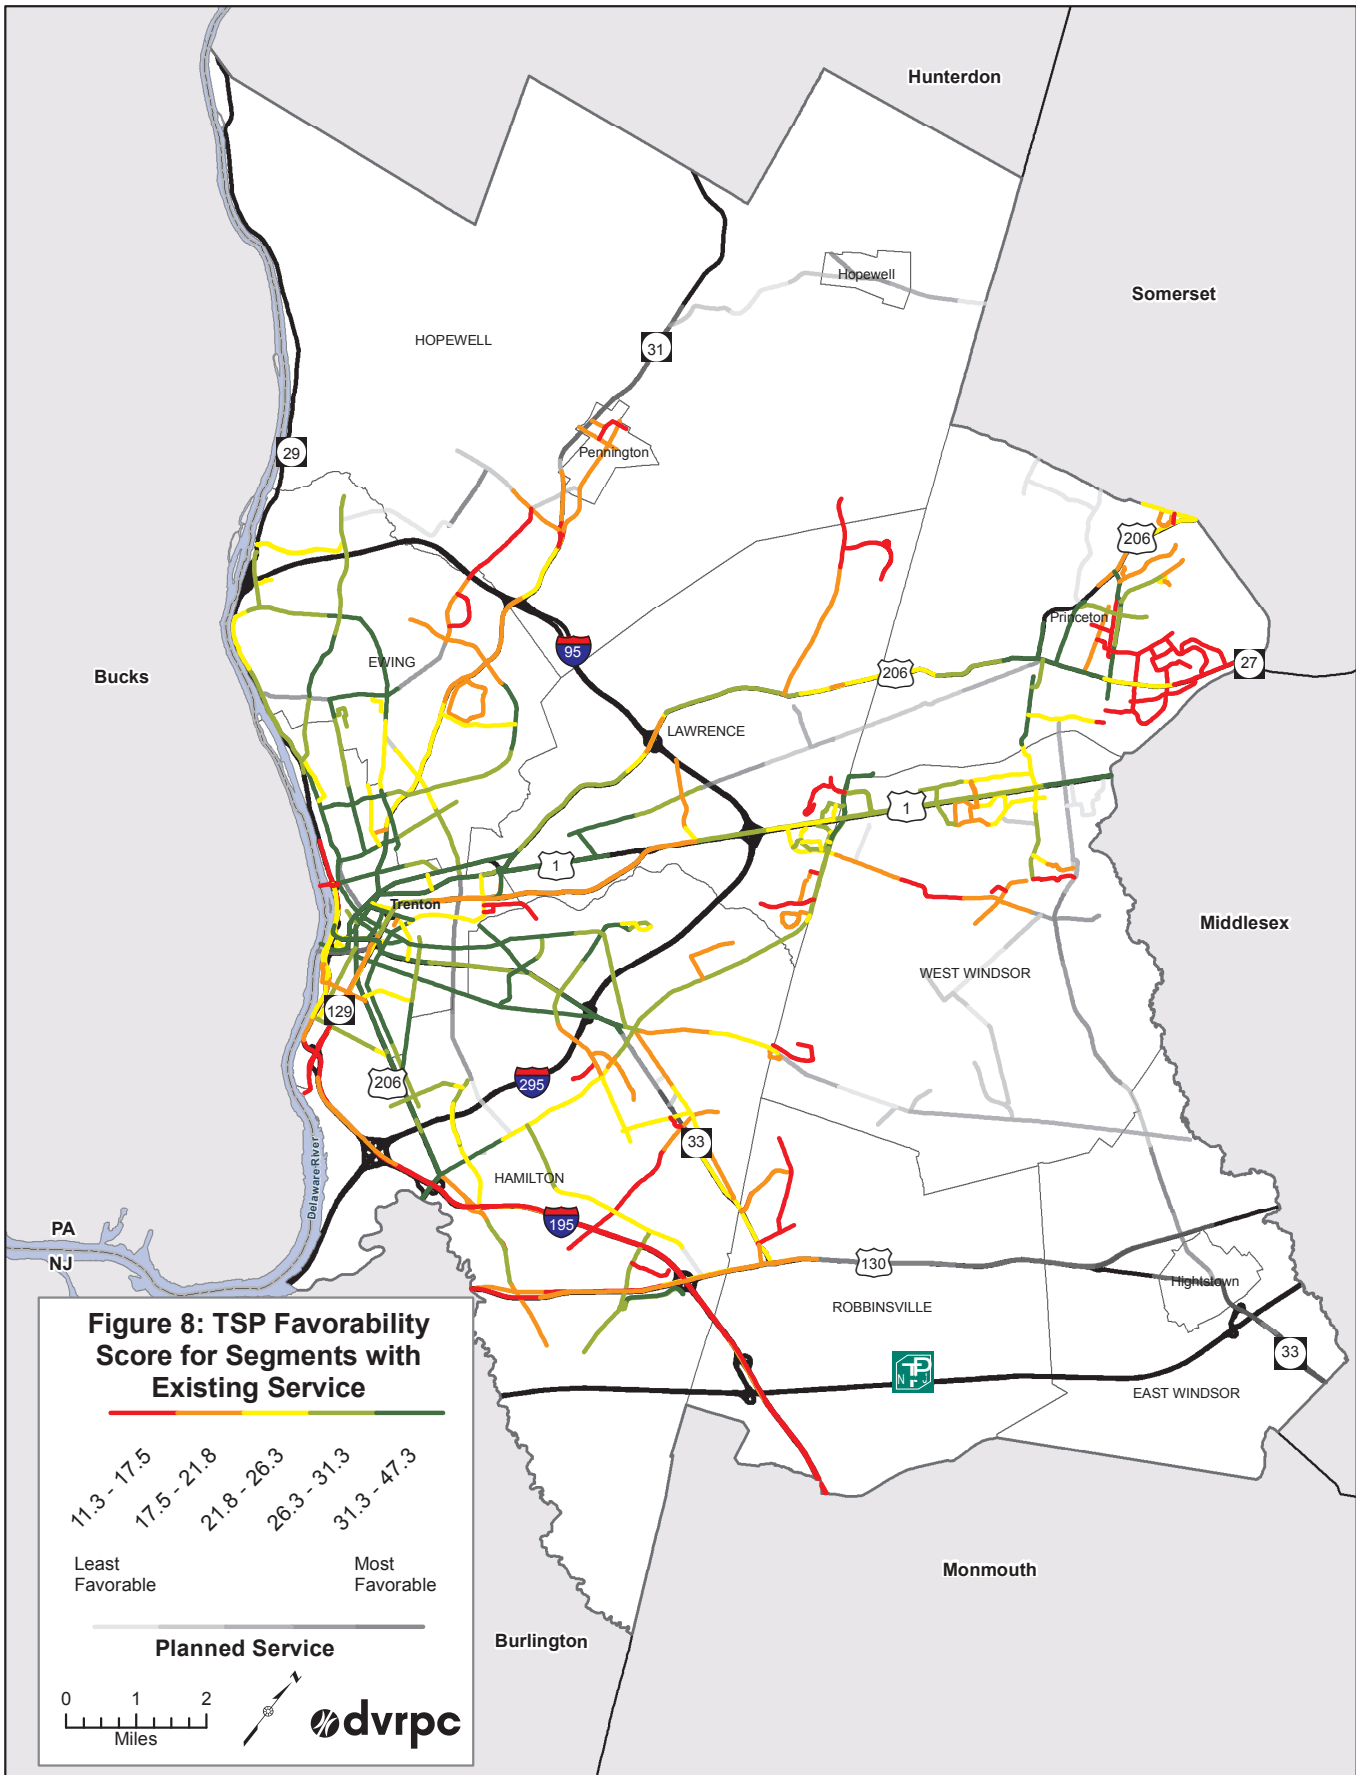 Hunterdon
Hopewell
Somerset
HOPEWELL
31
29
Pennington
206
Princeton
95
EWING
27
Bucks
206
LAWRENCE
1
1
Trenton
Middlesex
WEST WINDSOR
129
206
295
33
Delaware River
HAMILTON
195
PA
NJ
130
Hightstown
ROBBINSVILLE
33
N
TP
J
r
EAST WINDSOR
Figure 8: TSP Favorability
Score for Segments with
Existing Service
11.3 - 17.5
17.5 - 21.8
21.8 - 26.3
26.3 - 31.3
31.3 - 47.3
Least
Favorable
Most
Favorable
Planned Service
0 1 2
Miles
N
dvrpc
Monmouth
Burlington